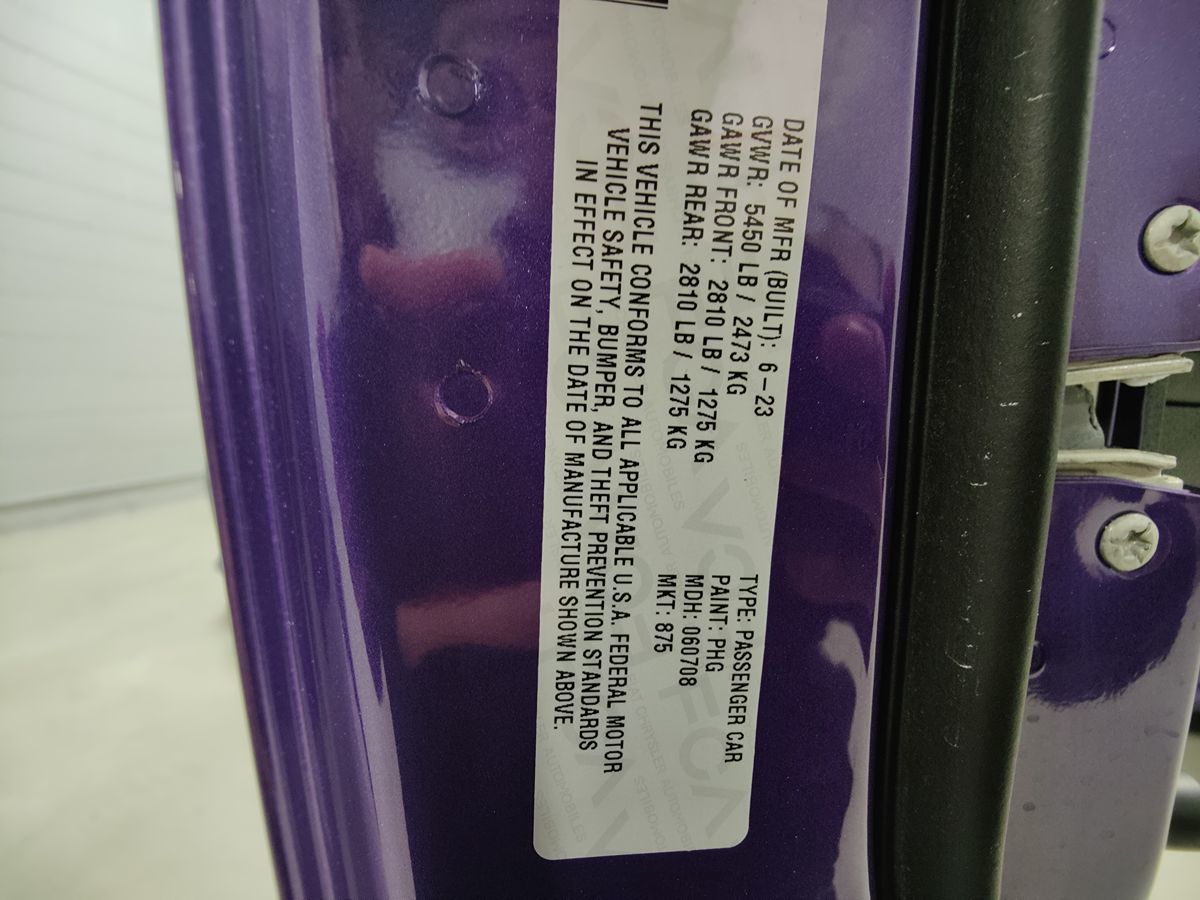 DATE OF MFR (BUILT): 6-23
GVWR: 5450 LB / 2473 KG
GAWR FRONT: 2810 LB / 1275 KG
GAWR REAR: 2810 LB / 1275 KG
TYPE: PASSENGER CAR
PAINT: PHG
MDH: 060708
MKT: 875
THIS VEHICLE CONFORMS TO ALL APPLICABLE U.S.A. FEDERAL MOTOR
VEHICLE SAFETY, BUMPER, AND THEFT PREVENTION STANDARDS
IN EFFECT ON THE DATE OF MANUFACTURE SHOWN ABOVE.